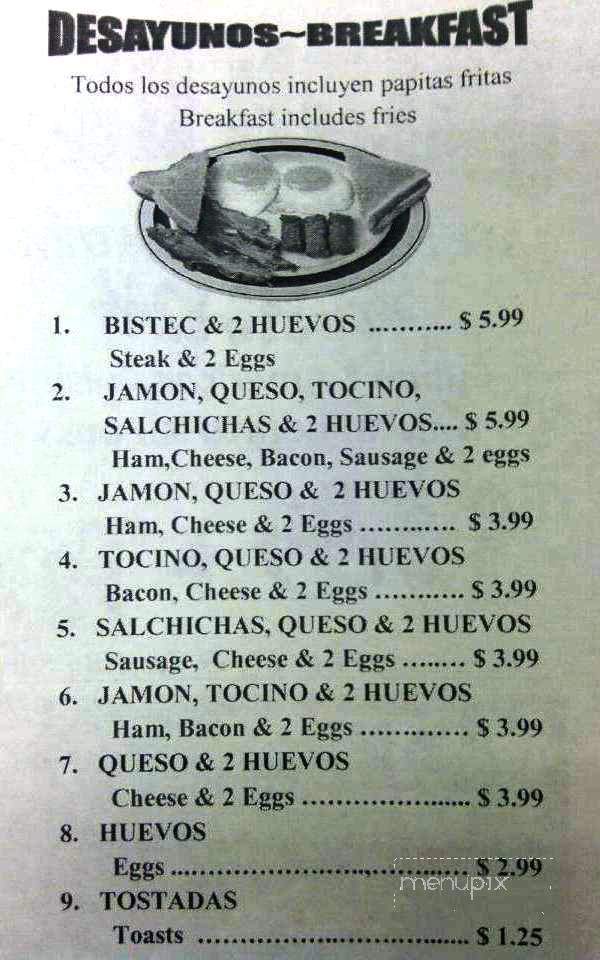 DESAYUNOS~BREAKFAST
Todos los desayunos incluyen papitas fritas
Breakfast includes fries
1. BISTEC & 2 HUEVOS ........... $ 5.99
Steak & 2 Eggs
2. JAMON, QUESO, TOCINO,
SALCHICHAS & 2 HUEVOS.... $ 5.99
Ham,Cheese, Bacon, Sausage & 2 eggs
3. JAMON, QUESO & 2 HUEVOS
Ham, Cheese & 2 Eggs ............. $ 3.99
4. TOCINO, QUESO & 2 HUEVOS
Bacon, Cheese & 2 Eggs ........... $ 3.99
5. SALCHICHAS, QUESO & 2 HUEVOS
Sausage, Cheese & 2 Eggs ........ $ 3.99
6. JAMON, TOCINO & 2 HUEVOS
Ham, Bacon & 2 Eggs ............. $ 3.99
7. QUESO & 2 HUEVOS
Cheese & 2 Eggs ...................... $ 3.99
8. HUEVOS
Eggs ....................................... $ 2.99
menupix
9. TOSTADAS
Toasts ................................... $ 1.25